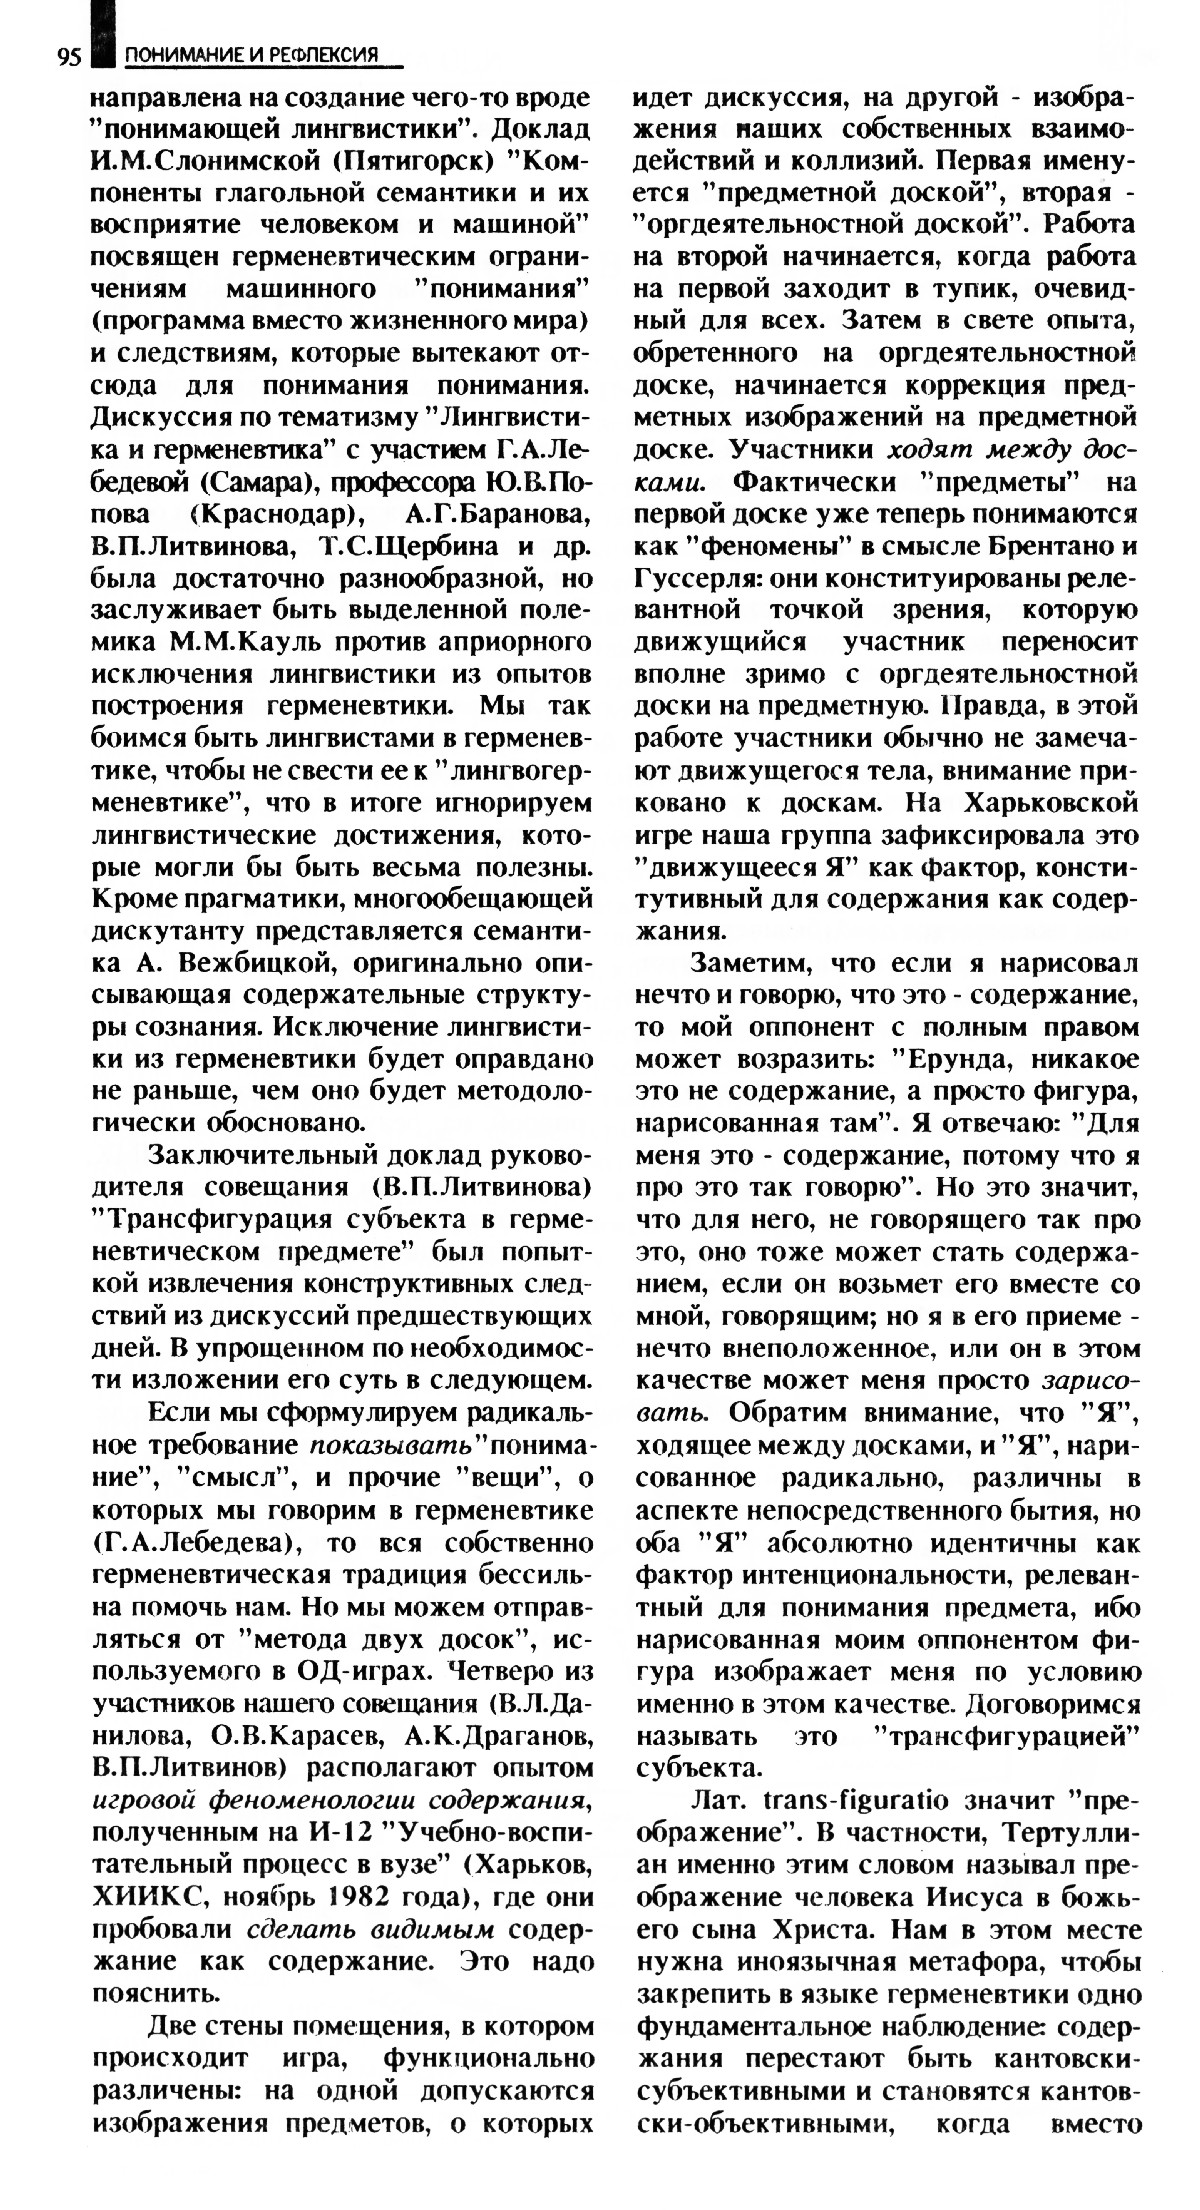 95 ПОНИМАНИЕ И РЕФЛЕКСИЯ
направлена на создание чего-то вроде
"понимающей лингвистики". Доклад
И.М.Слонимской (Пятигорск) "Ком-
поненты глагольной семантики и их
восприятие человеком и машиной"
посвящен герменевтическим ограни-
чениям машинного "понимания"
(программа вместо жизненного мира)
и следствиям, которые вытекают от-
сюда для понимания понимания.
Дискуссия по тематизму "Лингвисти-
ка и герменевтика" с участием Г.А.Ле-
бедевой (Самара), профессора Ю.В.По-
пова (Краснодар), А.Г.Баранова,
В.П.Литвинова, Т.С.Щербина и др.
была достаточно разнообразной, но
заслуживает быть выделенной поле-
мика М.М.Кауль против априорного
исключения лингвистики из опытов
построения герменевтики. Мы так
боимся быть лингвистами в герменев-
тике, чтобы не свести ее к "лингвогер-
меневтике", что в итоге игнорируем
лингвистические достижения, кото-
рые могли бы быть весьма полезны.
Кроме прагматики, многообещающей
дискутанту представляется семанти-
ка А. Вежбицкой, оригинально опи-
сывающая содержательные структу-
ры сознания. Исключение лингвисти-
ки из герменевтики будет оправдано
не раньше, чем оно будет методоло-
гически обосновано.
Заключительный доклад руково-
дителя совещания (В.П.Литвинова)
"Трансфигурация субъекта в герме-
невтическом предмете" был попыт-
кой извлечения конструктивных след-
ствий из дискуссий предшествующих
дней. В упрощенном по необходимос-
ти изложении его суть в следующем.
Если мы сформулируем радикаль-
ное требование показывать "понима-
ние", "смысл", и прочие "вещи", о
которых мы говорим в герменевтике
(Г.А.Лебедева), то вся собственно
герменевтическая традиция бессиль-
на помочь нам. Но мы можем отправ-
ляться от "метода двух досок", ис-
пользуемого в ОД-играх. Четверо из
участников нашего совещания (В.Л.Да-
нилова, О.В.Карасев, А.К.Драганов,
В.П.Литвинов) располагают опытом
игровой феноменологии содержания,
полученным на И-12 "Учебно-воспи-
тательный процесс в вузе" (Харьков,
ХИИКС, ноябрь 1982 года), где они
пробовали сделать видимым содер-
жание как содержание. Это надо
пояснить.
Две стены помещения, в котором
происходит игра, функционально
различены: на одной допускаются
изображения предметов, о которых
идет дискуссия, на другой - изобра-
жения наших собственных взаимо-
действий и коллизий. Первая имену-
ется "предметной доской", вторая -
"оргдеятельностной доской". Работа
на второй начинается, когда работа
на первой заходит в тупик, очевид-
ный для всех. Затем в свете опыта,
обретенного на оргдеятельностной
доске, начинается коррекция пред-
метных изображений на предметной
доске. Участники ходят между дос-
ками. Фактически "предметы" на
первой доске уже теперь понимаются
как "феномены" в смысле Брентано и
Гуссерля: они конституированы реле-
вантной точкой зрения, которую
движущийся участник переносит
вполне зримо с оргдеятельностной
доски на предметную. Правда, в этой
работе участники обычно не замеча-
ют движущегося тела, внимание при-
ковано к доскам. На Харьковской
игре наша группа зафиксировала это
"движущееся Я" как фактор, консти-
тутивный для содержания как содер-
жания.
Заметим, что если я нарисовал
нечто и говорю, что это - содержание,
то мой оппонент с полным правом
может возразить: "Ерунда, никакое
это не содержание, а просто фигура,
нарисованная там". Я отвечаю: "Для
меня это - содержание, потому что я
про это так говорю". Но это значит,
что для него, не говорящего так про
это, оно тоже может стать содержа-
нием, если он возьмет его вместе со
мной, говорящим; но я в его приеме -
нечто внеположенное, или он в этом
качестве может меня просто зарисо-
вать. Обратим внимание, что "Я",
ходящее между досками, и "Я", нари-
сованное радикально, различны в
аспекте непосредственного бытия, но
оба "Я" абсолютно идентичны как
фактор интенциональности, релеван-
тный для понимания предмета, ибо
нарисованная моим оппонентом фи-
гура изображает меня по условию
именно в этом качестве. Договоримся
называть это "трансфигурацией"
субъекта.
Лат. trans-figuratio значит "пре-
ображение". В частности, Тертулли-
ан именно этим словом называл пре-
ображение человека Иисуса в божь-
его сына Христа. Нам в этом месте
нужна иноязычная метафора, чтобы
закрепить в языке герменевтики одно
фундаментальное наблюдение: содер-
жания перестают быть кантовски-
субъективными и становятся кантов-
ски-объективными, когда вместо